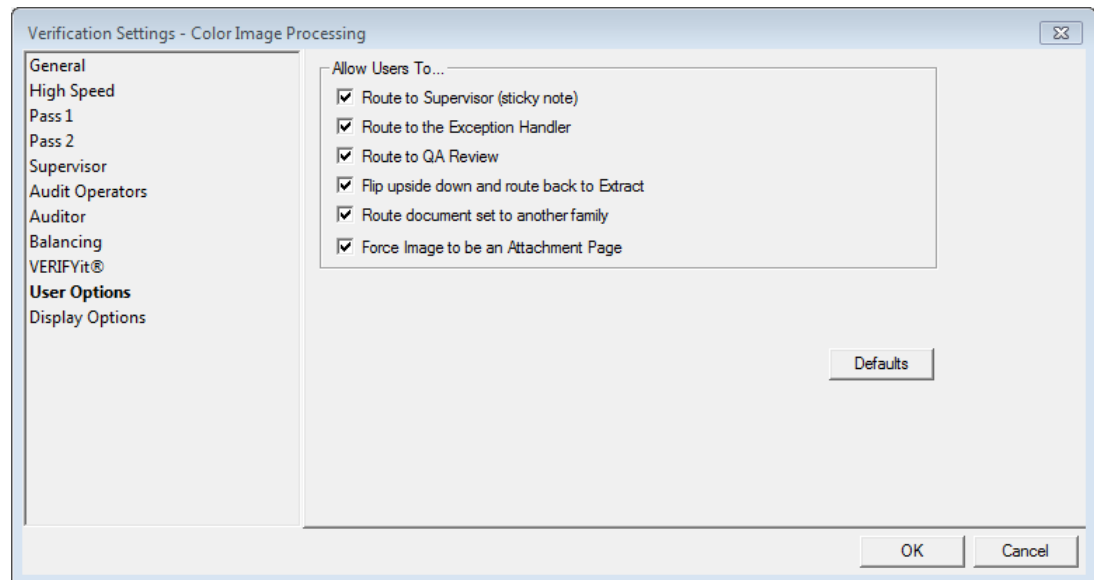 Verification Settings - Color Image Processing
General
High Speed
Pass 1
Pass 2
Supervisor
Audit Operators
Auditor
Balancing
VERIFYit®
User Options
Display Options
Allow Users To...
Route to Supervisor (sticky note)
Route to the Exception Handler
Route to QA Review
Flip upside down and route back to Extract
Route document set to another family
Force Image to be an Attachment Page
Defaults
OK
Cancel